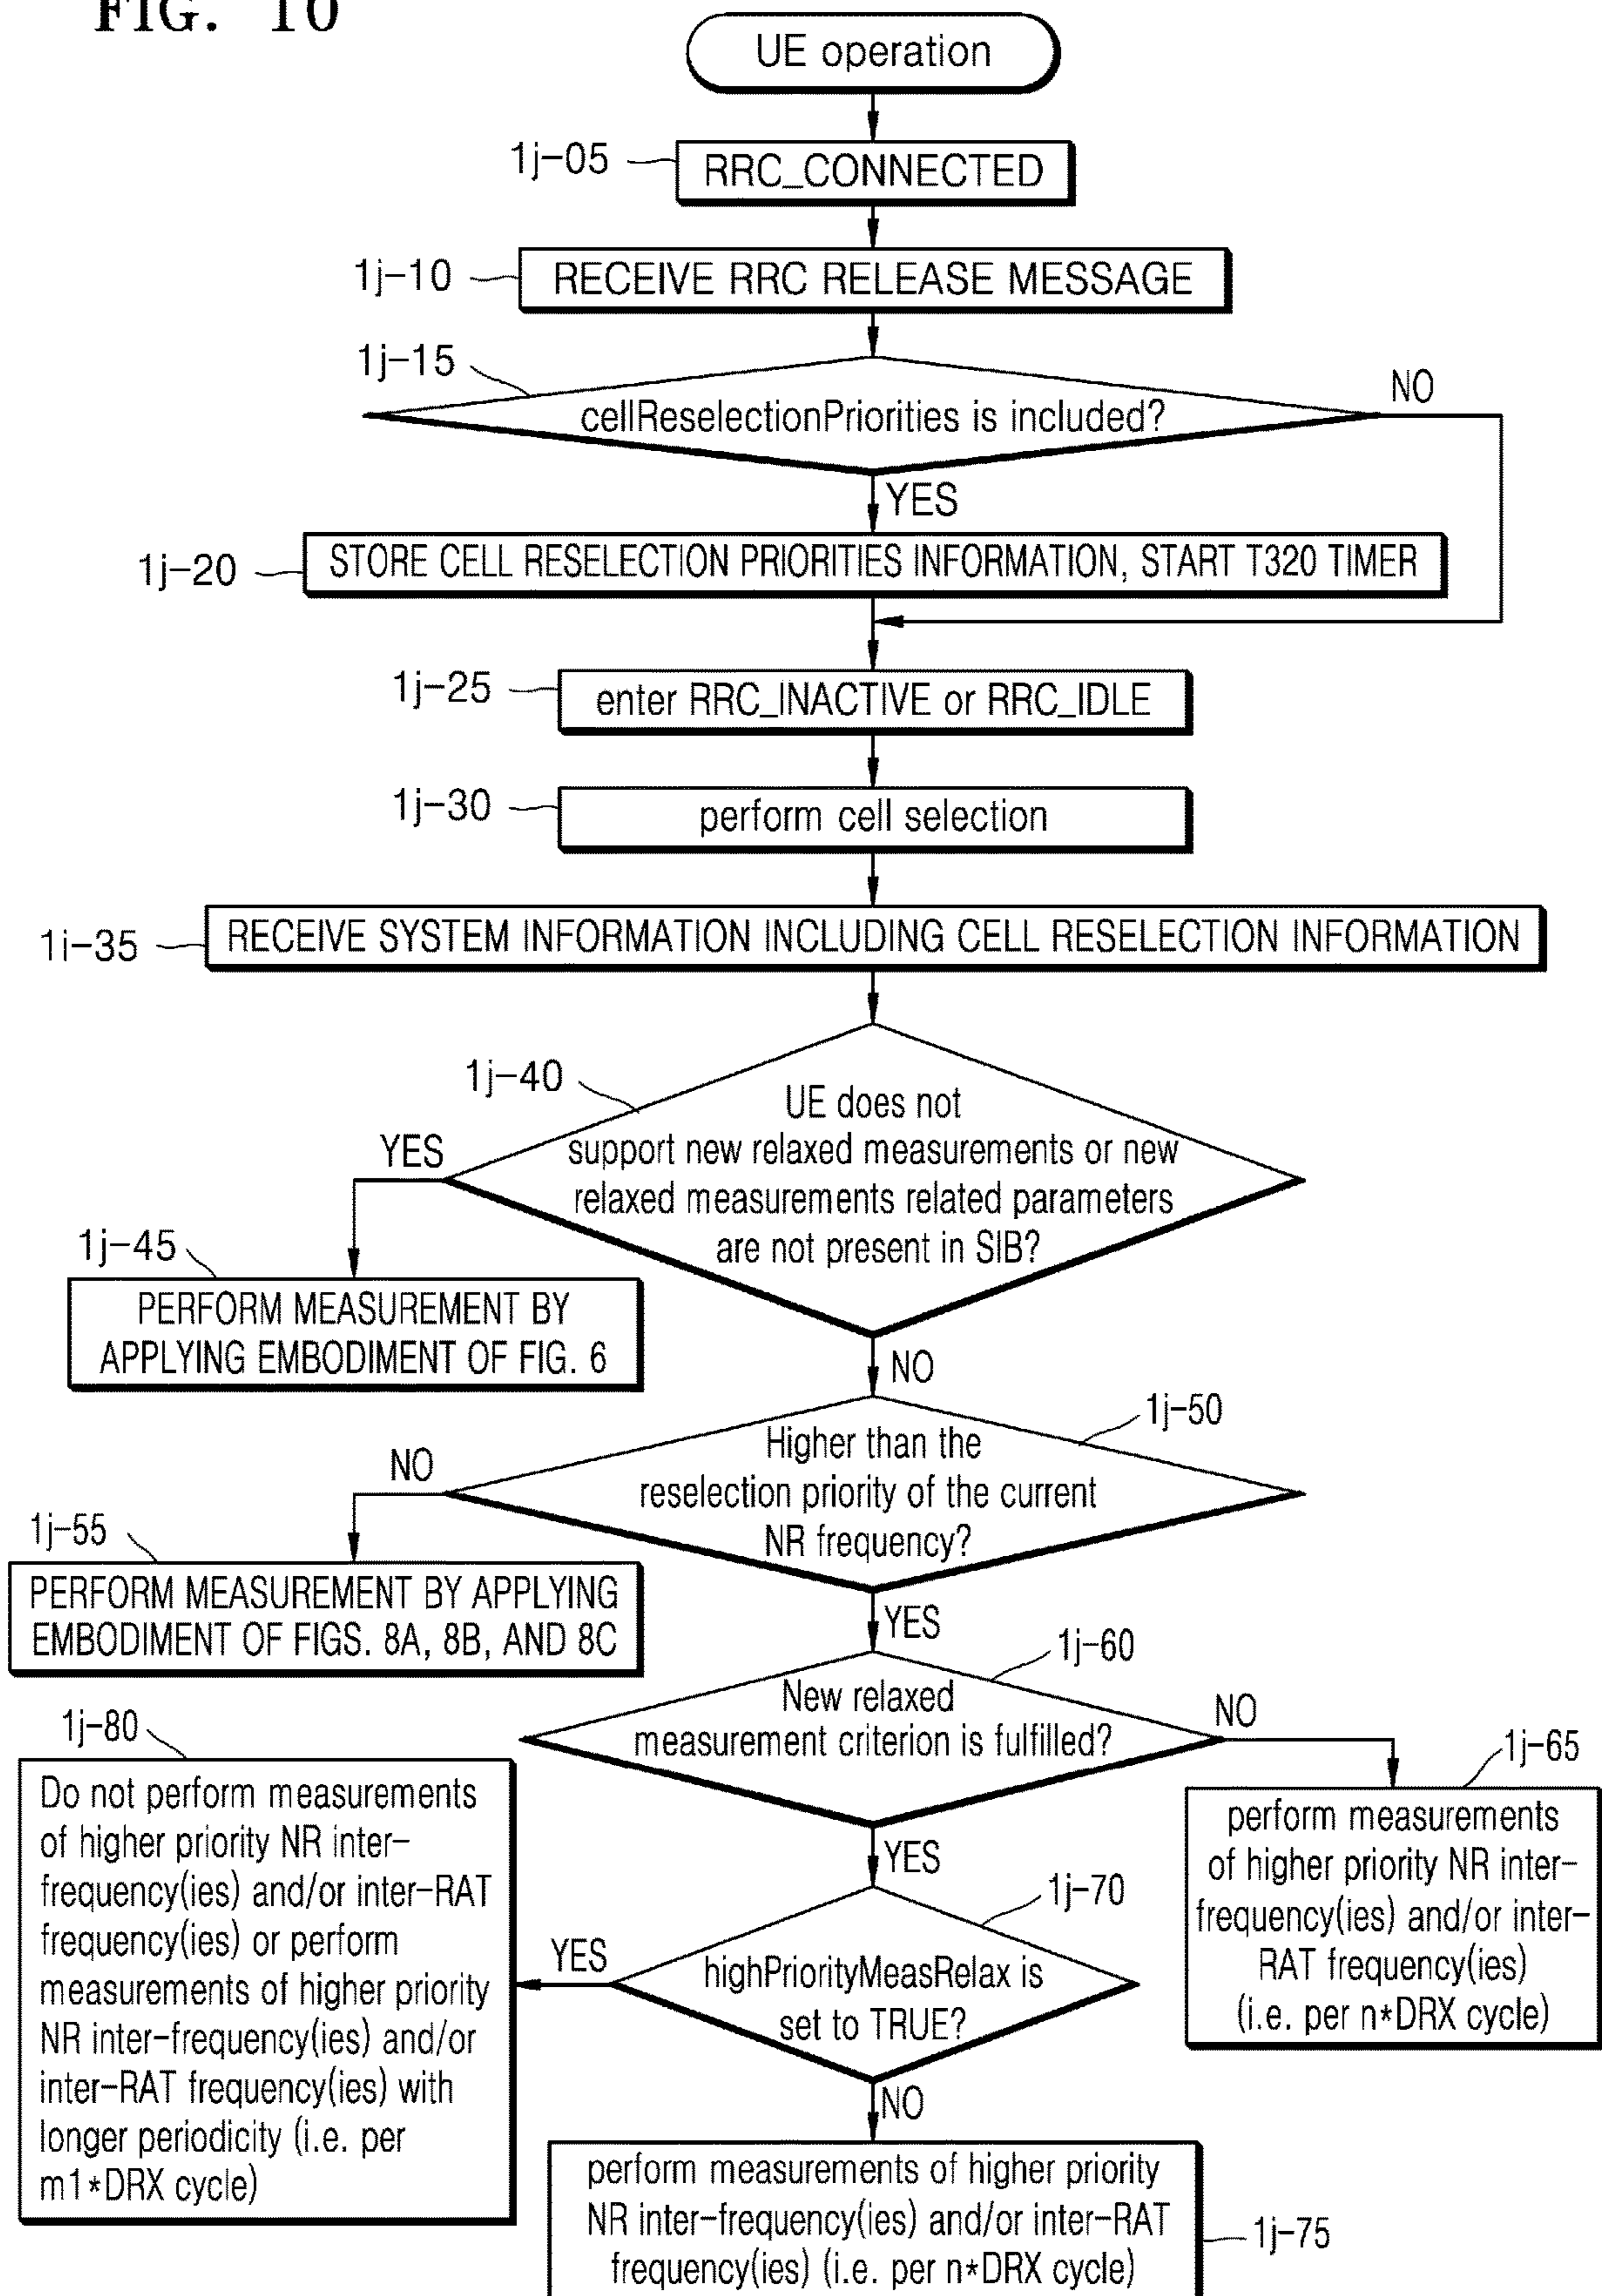 FIG. 10
UE operation
1j-05
RRC_CONNECTED
1j-10
RECEIVE RRC RELEASE MESSAGE
1j-15
cellReselectionPriorities is included?
NO
YES
1j-20
STORE CELL RESELECTION PRIORITIES INFORMATION, START T320 TIMER
1j-25
enter RRC_INACTIVE or RRC_IDLE
1j-30
perform cell selection
1i-35
RECEIVE SYSTEM INFORMATION INCLUDING CELL RESELECTION INFORMATION
1j-40
UE does not
support new relaxed measurements or new
relaxed measurements related parameters
are not present in SIB?
YES
1j-45
PERFORM MEASUREMENT BY
APPLYING EMBODIMENT OF FIG. 6
NO
1j-50
Higher than the
reselection priority of the current
NR frequency?
NO
1j-55
PERFORM MEASUREMENT BY APPLYING
EMBODIMENT OF FIGS. 8A, 8B, AND 8C
YES
1j-60
New relaxed
measurement criterion is fulfilled?
NO
1j-65
perform measurements
of higher priority NR inter-
frequency(ies) and/or inter-
RAT frequency(ies)
(i.e. per n*DRX cycle)
YES
1j-70
highPriorityMeasRelax is
set to TRUE?
YES
1j-80
Do not perform measurements
of higher priority NR inter-
frequency(ies) and/or inter-RAT
frequency(ies) or perform
measurements of higher priority
NR inter-frequency(ies) and/or
inter-RAT frequency(ies) with
longer periodicity (i.e. per
m1*DRX cycle)
NO
perform measurements of higher priority
NR inter-frequency(ies) and/or inter-RAT
frequency(ies) (i.e. per n*DRX cycle)
1j-75